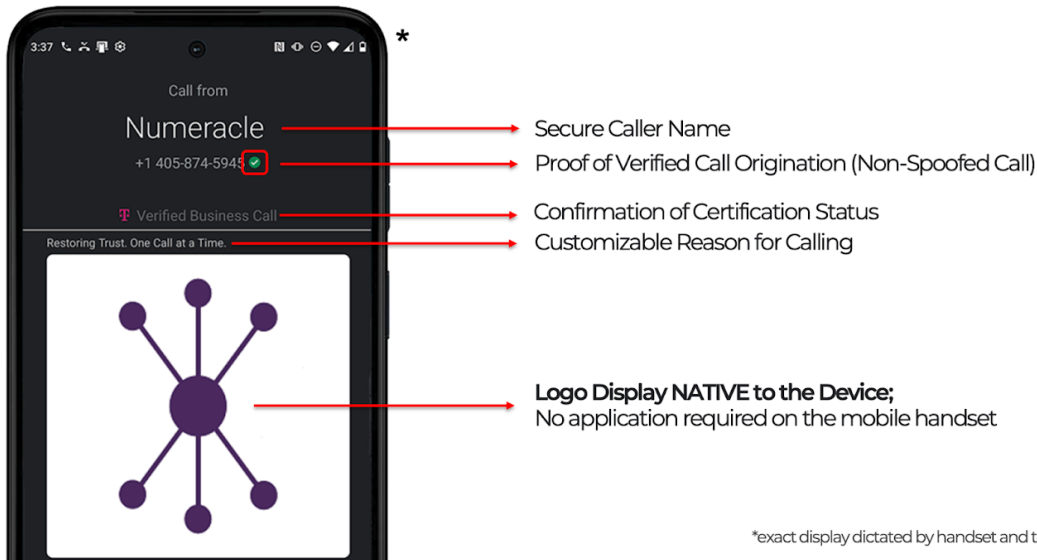 3:37
*
Call from
Numeracle
Secure Caller Name
+1 405-874-5945
Proof of Verified Call Origination (Non-Spoofed Call)
T Verified Business Call
Confirmation of Certification Status
Restoring Trust. One Call at a Time.
Customizable Reason for Calling
Logo Display NATIVE to the Device;
No application required on the mobile handset
*exact display dictated by handset and t